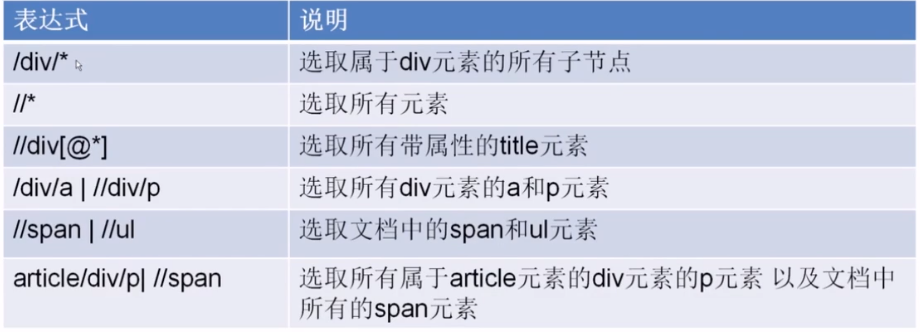 表达式 说明
/div/* 选取属于div元素的所有子节点
//* 选取所有元素
//div[@*] 选取所有带属性的title元素
/div/a | //div/p 选取所有div元素的a和p元素
//span | //ul 选取文档中的span和ul元素
article/div/p| //span 选取所有属于article元素的div元素的p元素 以及文档中
所有的span元素